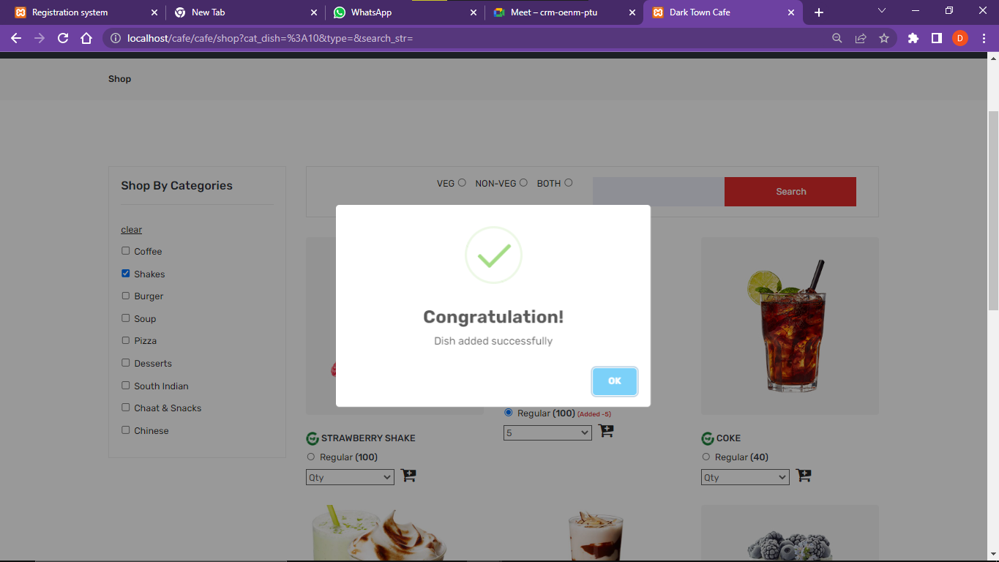 Registration system
New Tab
WhatsApp
Meet – crm-oenm-ptu
Dark Town Cafe
localhost/cafe/cafe/shop?cat_dish=%3A10&type=&search_str=
D
Shop
Shop By Categories
clear
Coffee
Shakes
Burger
Soup
Pizza
Desserts
South Indian
Chaat & Snacks
Chinese
VEG NON-VEG BOTH
Search
Congratulation!
Dish added successfully
OK
Regular (100) (Added -5)
5
STRAWBERRY SHAKE
Regular (100)
Qty
COKE
Regular (40)
Qty